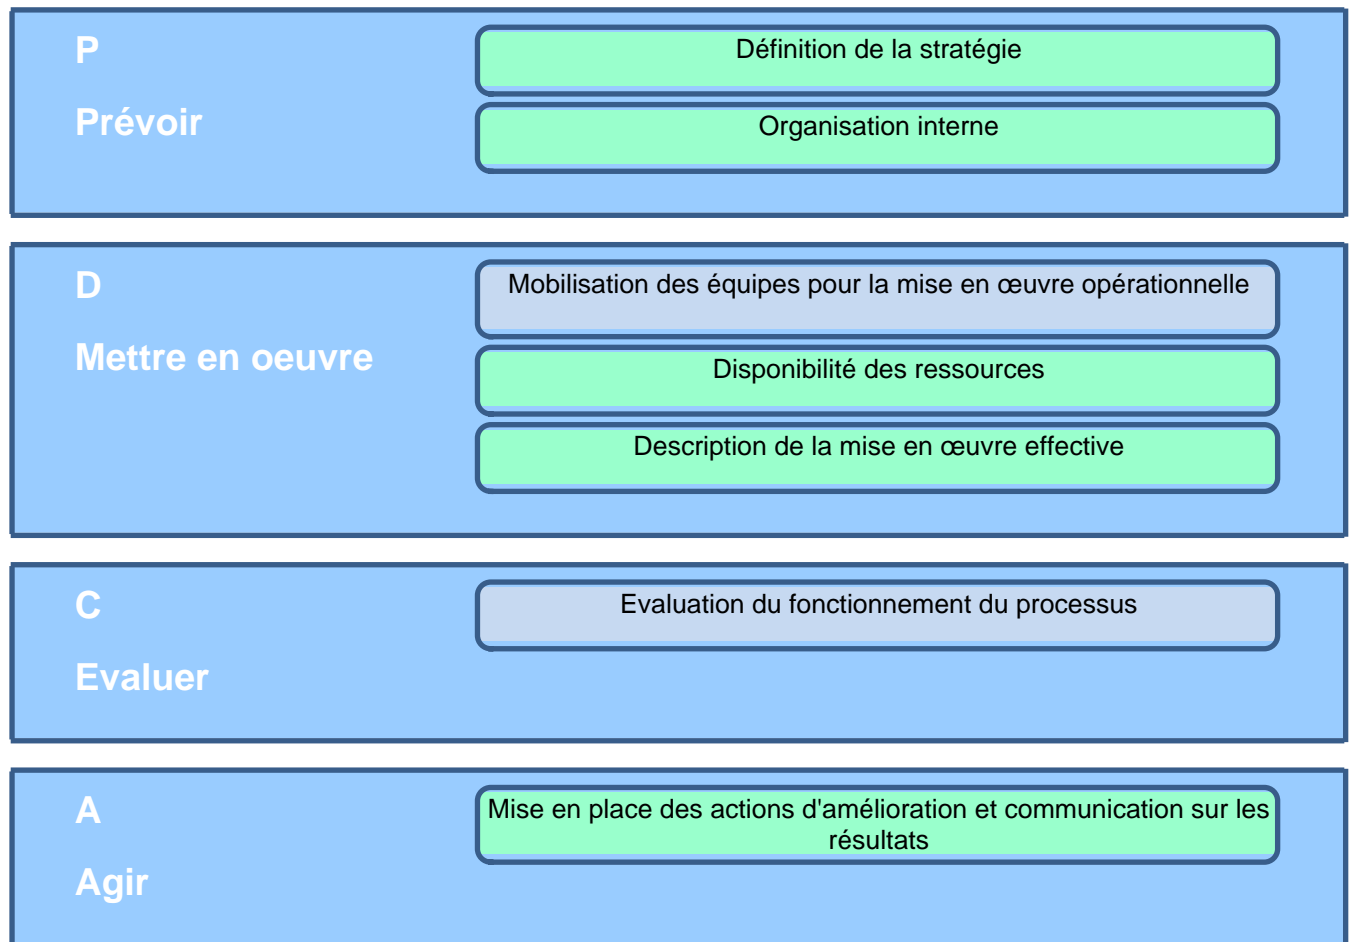 P
Prévoir
Définition de la stratégie
Organisation interne
D
Mettre en oeuvre
Mobilisation des équipes pour la mise en œuvre opérationnelle
Disponibilité des ressources
Description de la mise en œuvre effective
C
Evaluer
Evaluation du fonctionnement du processus
A
Agir
Mise en place des actions d'amélioration et communication sur les
résultats